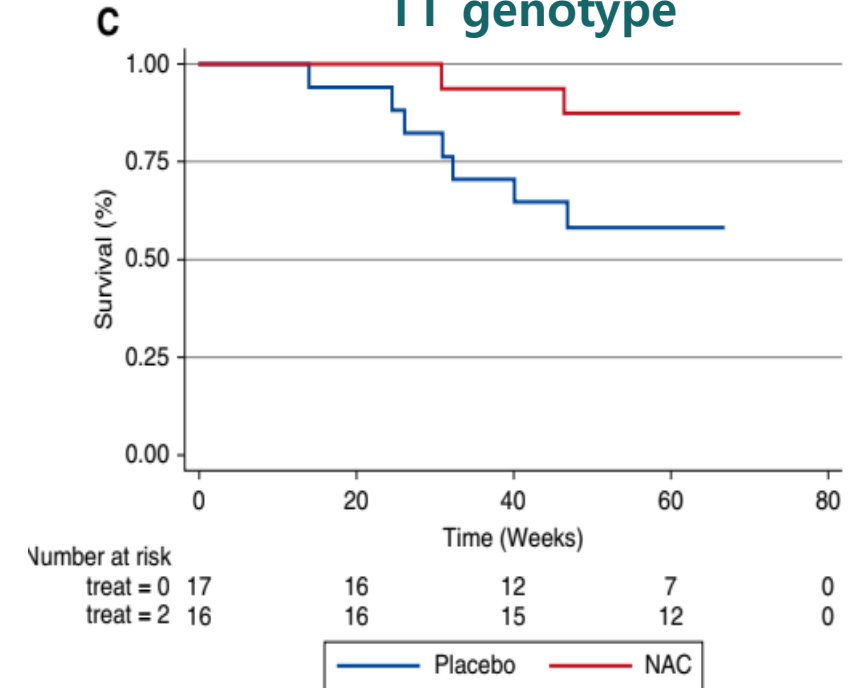 C
TT genotype
1.00
0.75
0.50
0.25
0.00
Survival (%)
0 20 40 60 80
Time (Weeks)
Number at risk
treat = 0 17 16 12 7 0
treat = 2 16 16 15 12 0
Placebo NAC